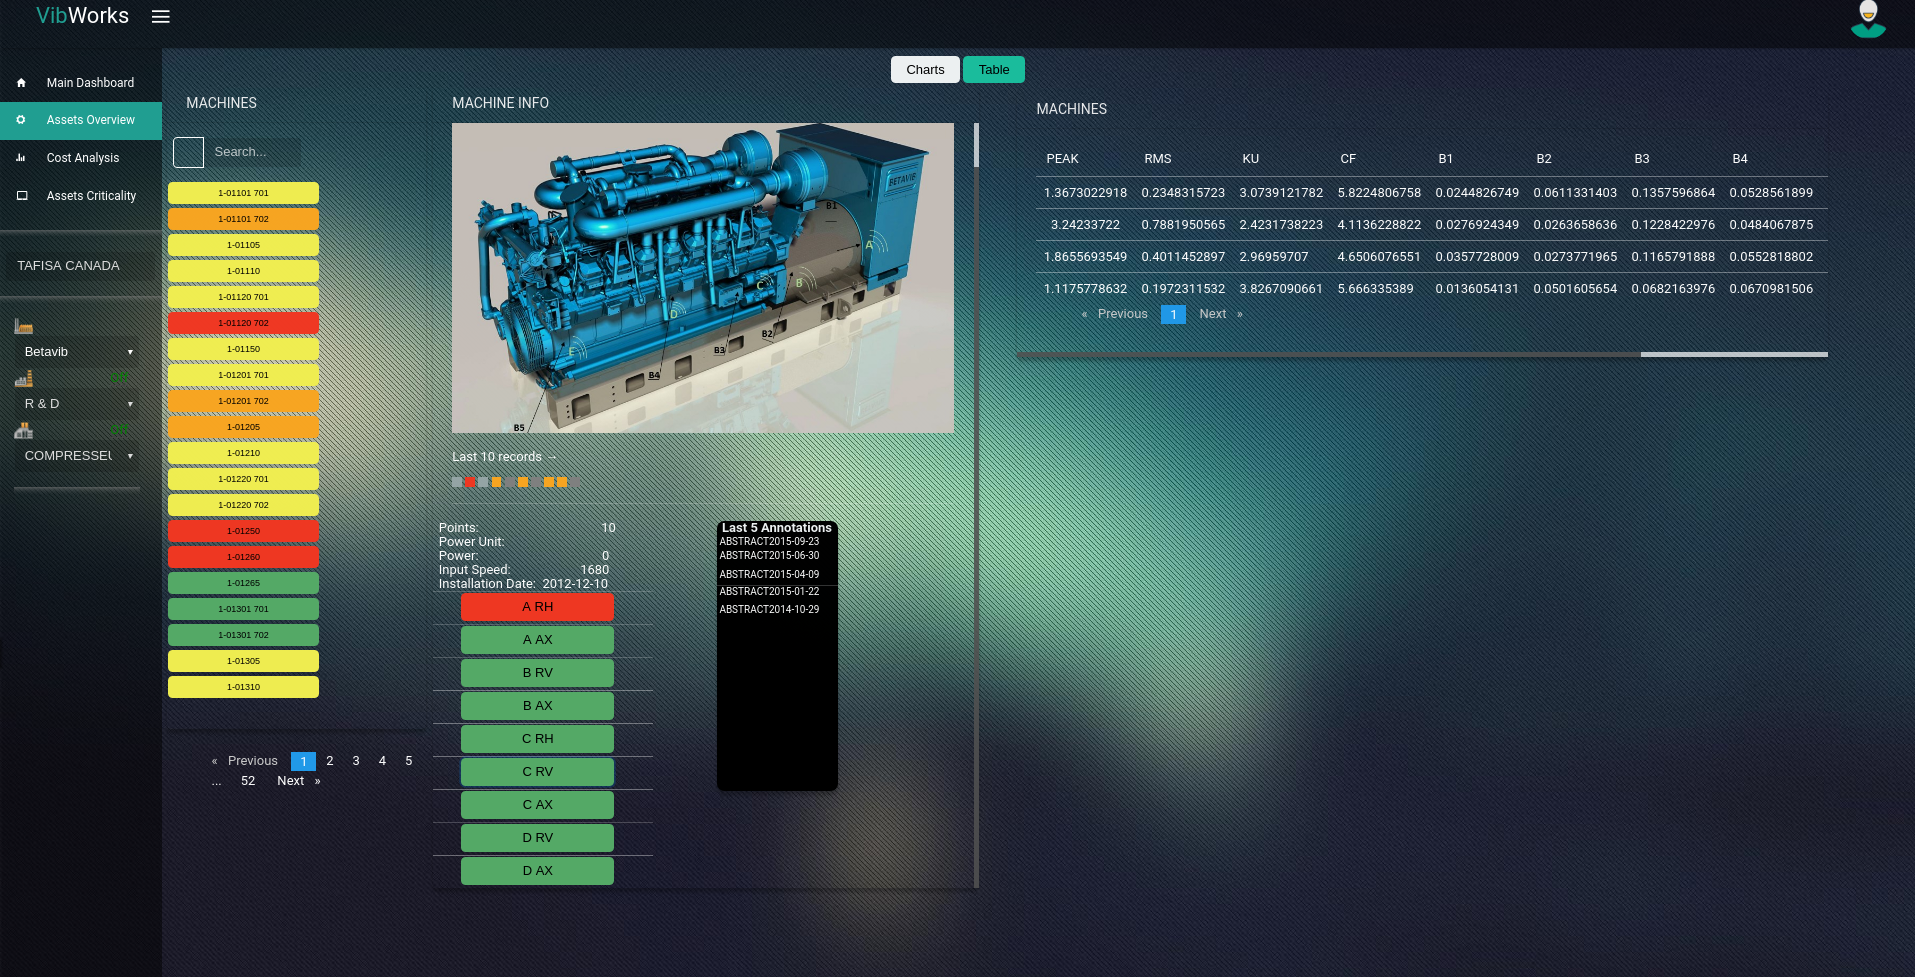 VibWorks
Charts Table
Main Dashboard
Assets Overview
Cost Analysis
Assets Criticality
TAFISA CANADA
Betavib
R & D
COMPRESSEU
MACHINES
Search...
1-01101 701
1-01101 702
1-01105
1-01110
1-01120 701
1-01120 702
1-01150
1-01201 701
1-01201 702
1-01205
1-01210
1-01220 701
1-01220 702
1-01250
1-01260
1-01265
1-01301 701
1-01301 702
1-01305
1-01310
« Previous 1 2 3 4 5
... 52 Next »
MACHINE INFO
BETAVIB
B1
A
B
C
D
B2
B3
E
B4
B5
Last 10 records →
Points: 10
Power Unit:
Power: 0
Input Speed: 1680
Installation Date: 2012-12-10
A RH
A AX
B RV
B AX
C RH
C RV
C AX
D RV
D AX
Last 5 Annotations
ABSTRACT2015-09-23
ABSTRACT2015-06-30
ABSTRACT2015-04-09
ABSTRACT2015-01-22
ABSTRACT2014-10-29
MACHINES
PEAK RMS KU CF B1 B2 B3 B4
1.3673022918 0.2348315723 3.0739121782 5.8224806758 0.0244826749 0.0611331403 0.1357596864 0.0528561899
3.24233722 0.7881950565 2.4231738223 4.1136228822 0.0276924349 0.0263658636 0.1228422976 0.0484067875
1.8655693549 0.4011452897 2.96959707 4.6506076551 0.0357728009 0.0273771965 0.1165791888 0.0552818802
1.1175778632 0.1972311532 3.8267090661 5.666335389 0.0136054131 0.0501605654 0.0682163976 0.0670981506
« Previous 1 Next »